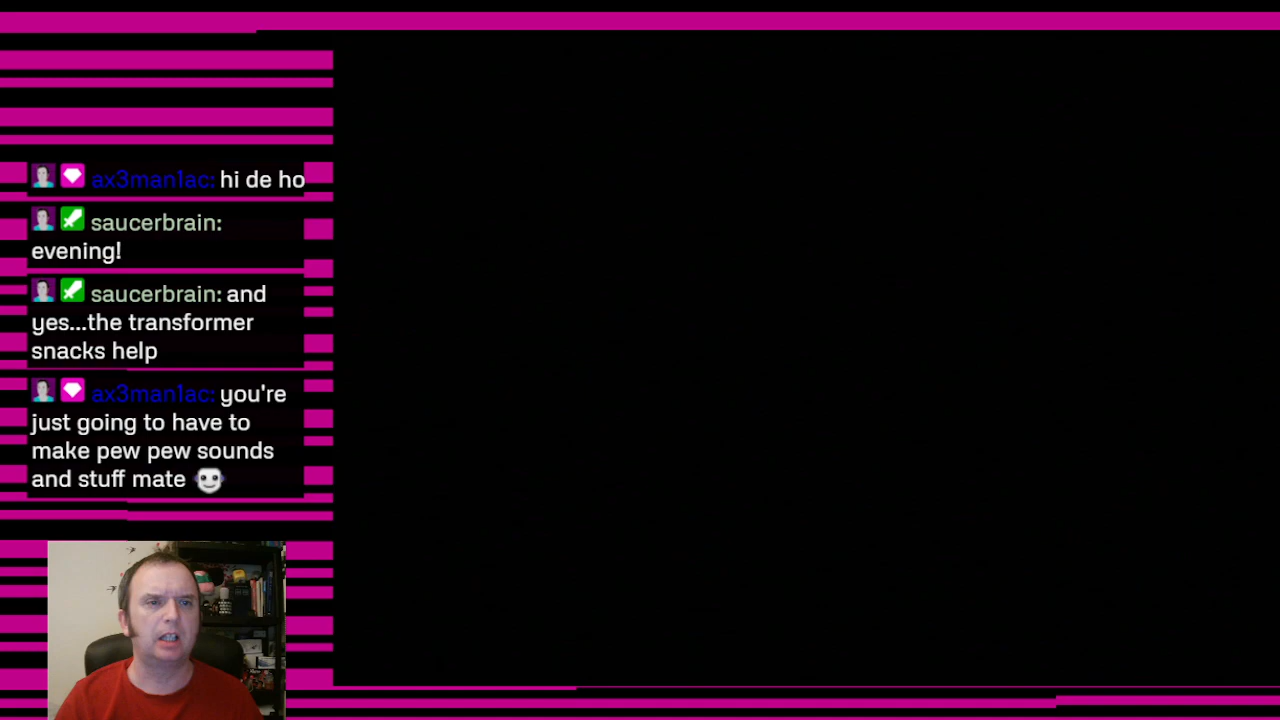 ax3man1ac: hi de ho
saucerbrain:
evening!
saucerbrain: and
yes...the transformer
snacks help
ax3man1ac: you're
just going to have to
make pew pew sounds
and stuff mate